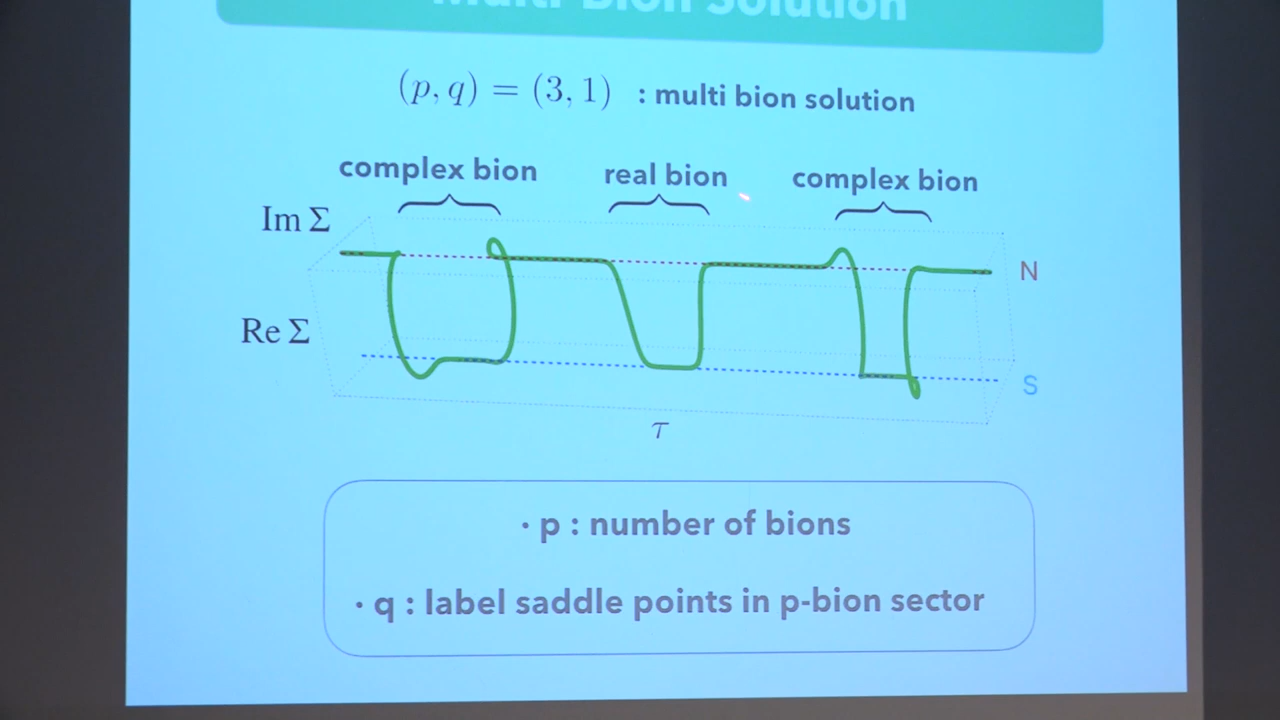 Multi Bion Solution
(p, q) = (3, 1) : multi bion solution
complex bion real bion complex bion
Im Σ
N
Re Σ
S
τ
· p : number of bions
· q : label saddle points in p-bion sector